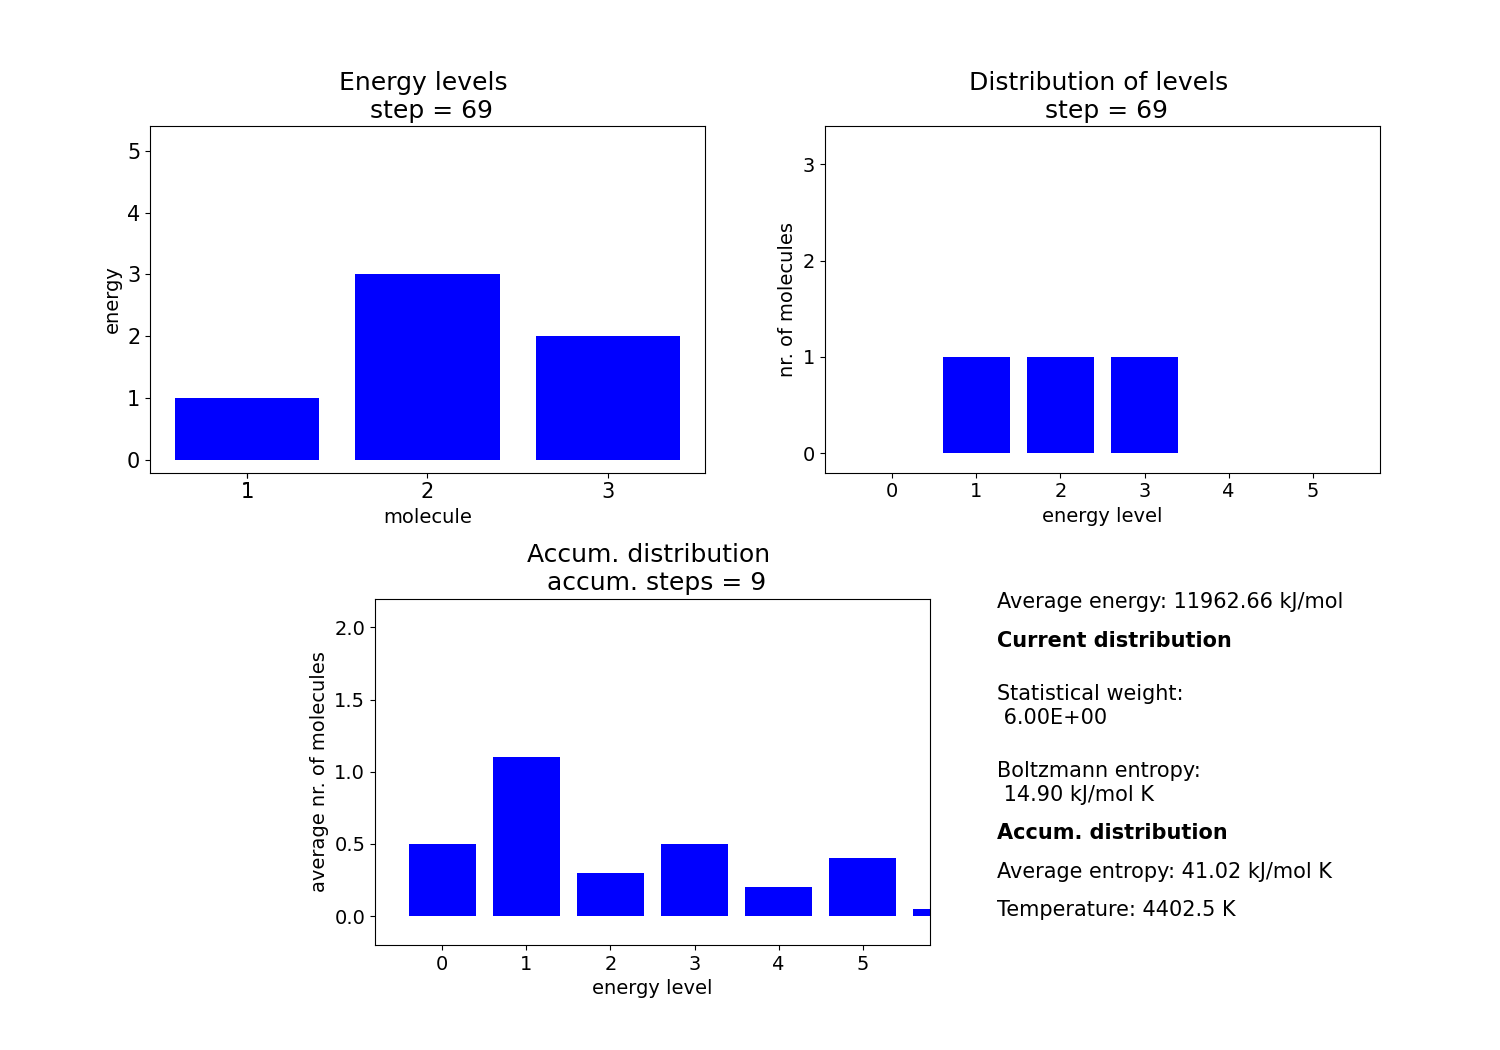 Energy levels
step = 69
5
4
3
2
1
0
energy
1 2 3
molecule
Distribution of levels
step = 69
3
2
1
0
nr. of molecules
0 1 2 3 4 5
energy level
Accum. distribution
accum. steps = 9
2.0
1.5
1.0
0.5
0.0
average nr. of molecules
0 1 2 3 4 5
energy level
Average energy: 11962.66 kJ/mol
Current distribution
Statistical weight:
6.00E+00
Boltzmann entropy:
14.90 kJ/mol K
Accum. distribution
Average entropy: 41.02 kJ/mol K
Temperature: 4402.5 K